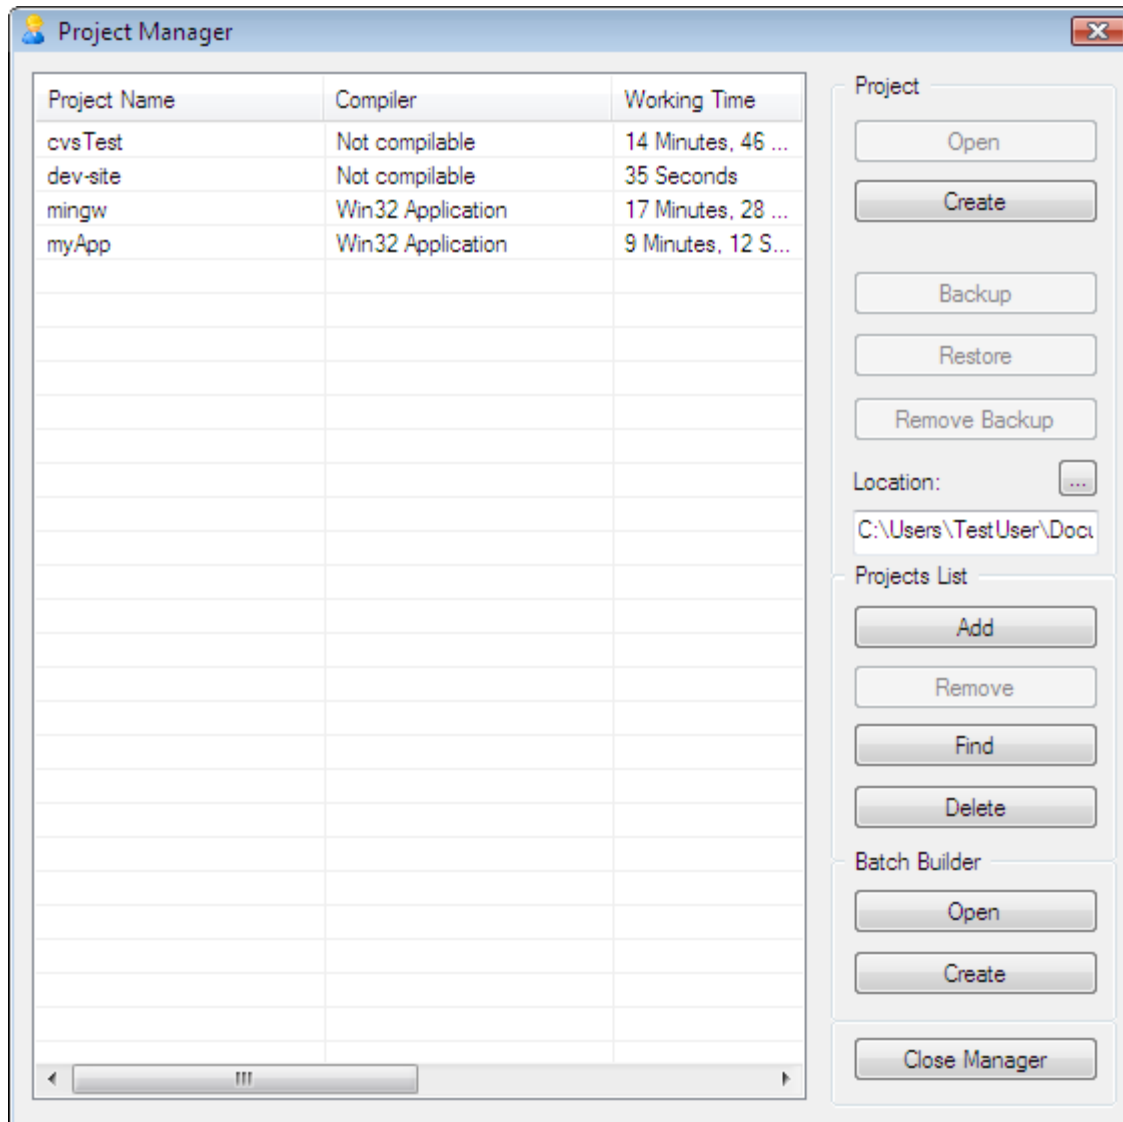 Project Manager
Project Name Compiler Working Time
cvsTest Not compilable 14 Minutes, 46 ...
dev-site Not compilable 35 Seconds
mingw Win32 Application 17 Minutes, 28 ...
myApp Win32 Application 9 Minutes, 12 S...
Project
Open
Create
Backup
Restore
Remove Backup
Location:
...
C:\Users\TestUser\Docu
Projects List
Add
Remove
Find
Delete
Batch Builder
Open
Create
Close Manager